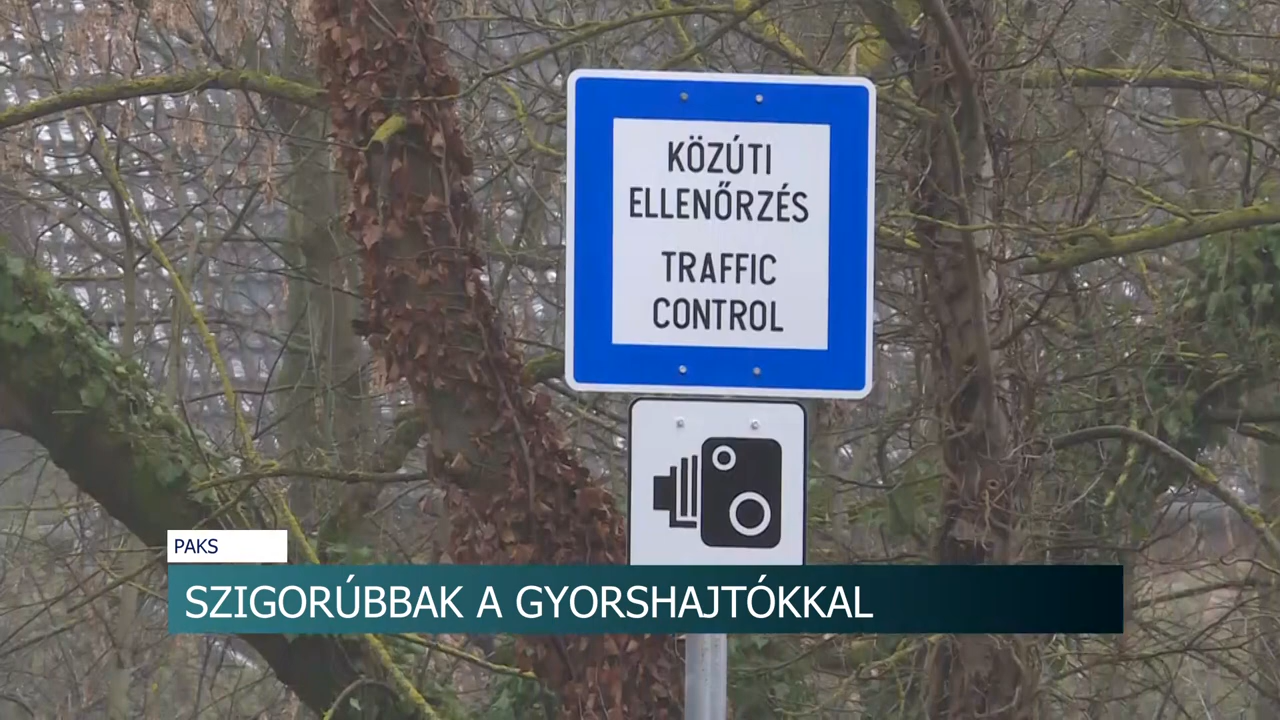 KÖZÚTI
ELLENŐRZÉS
TRAFFIC
CONTROL
PAKS
SZIGORÚBBAK A GYORSHAJTÓKKAL